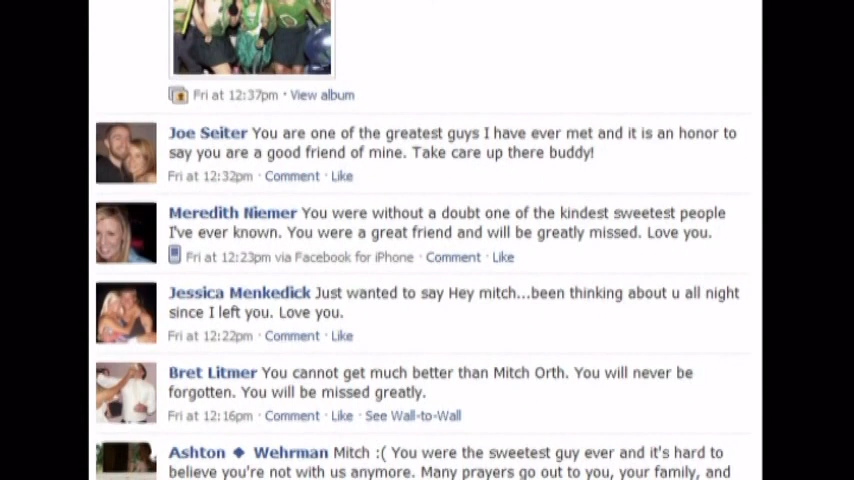 Fri at 12:37pm · View album
Joe Seiter You are one of the greatest guys I have ever met and it is an honor to
say you are a good friend of mine. Take care up there buddy!
Fri at 12:32pm · Comment · Like
Meredith Niemer You were without a doubt one of the kindest sweetest people
I've ever known. You were a great friend and will be greatly missed. Love you.
Fri at 12:23pm via Facebook for iPhone · Comment · Like
Jessica Menkedick Just wanted to say Hey mitch...been thinking about u all night
since I left you. Love you.
Fri at 12:22pm · Comment · Like
Bret Litmer You cannot get much better than Mitch Orth. You will never be
forgotten. You will be missed greatly.
Fri at 12:16pm · Comment · Like · See Wall-to-Wall
Ashton ◆ Wehrman Mitch :( You were the sweetest guy ever and it's hard to
believe you're not with us anymore. Many prayers go out to you, your family, and